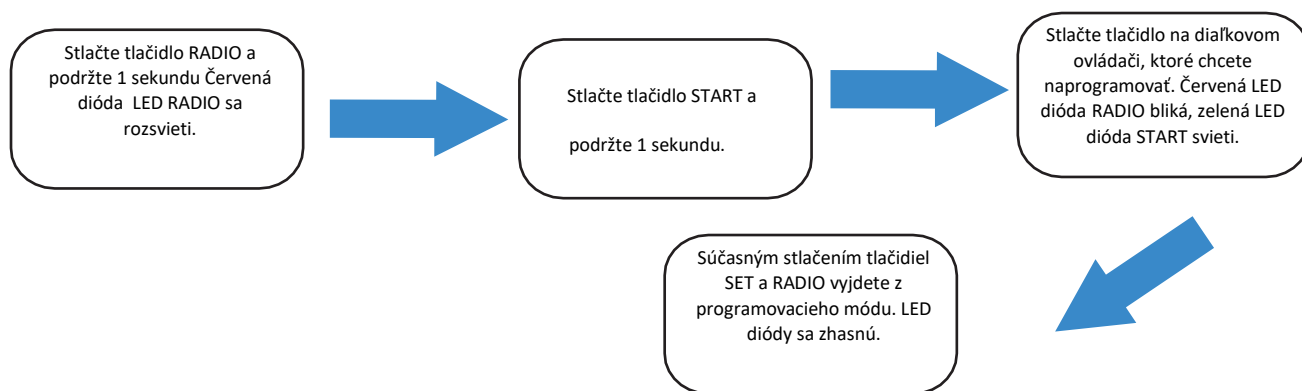 Stlačte tlačidlo RADIO a
podržte 1 sekundu Červená
dióda LED RADIO sa
rozsvieti.
Stlačte tlačidlo START a
podržte 1 sekundu.
Stlačte tlačidlo na diaľkovom
ovládači, ktoré chcete
naprogramovať. Červená LED
dióda RADIO bliká, zelená LED
dióda START svieti.
Súčasným stlačením tlačidiel
SET a RADIO vyjdete z
programovacieho módu. LED
diódy sa zhasnú.